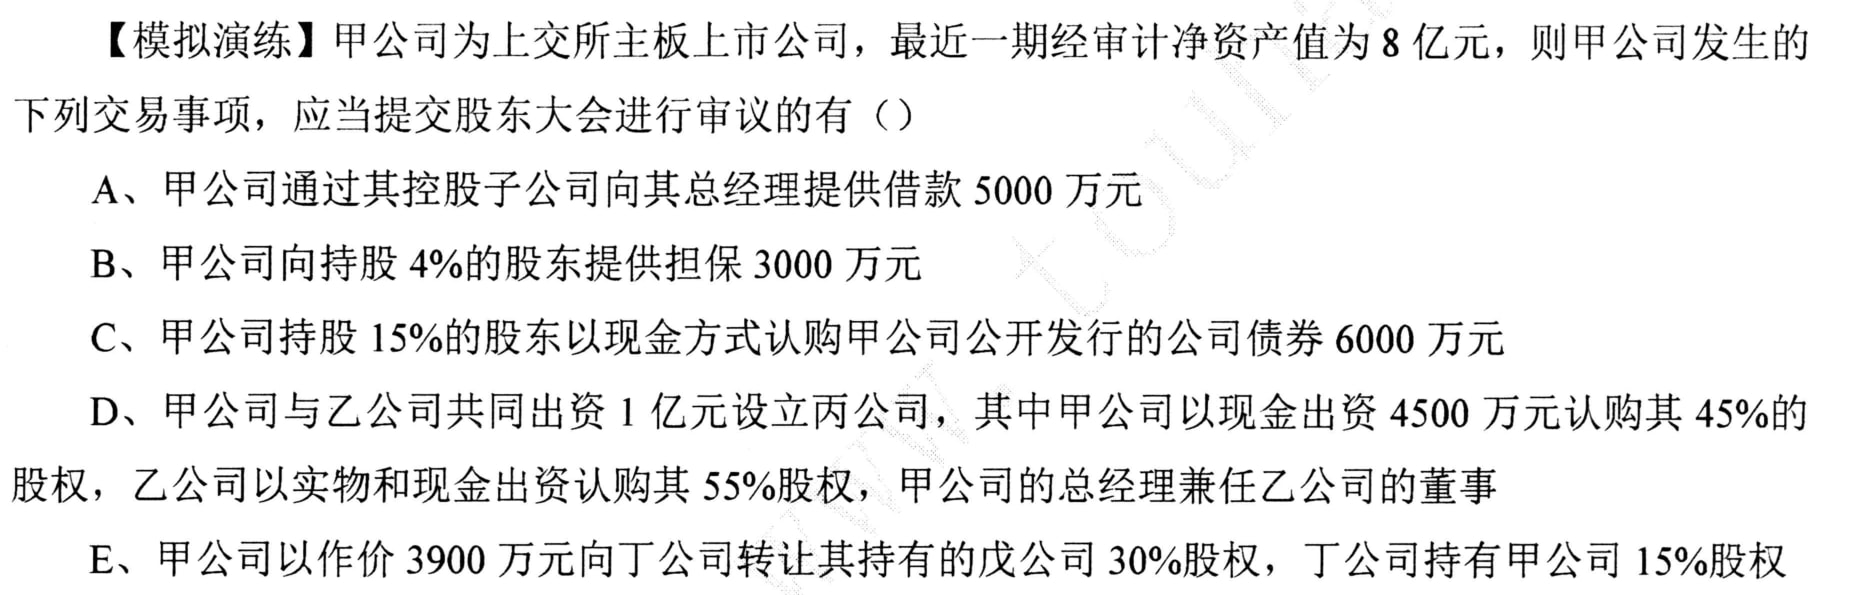 【模拟演练】甲公司为上交所主板上市公司，最近一期经审计净资产值为 8 亿元，则甲公司发生的
下列交易事项，应当提交股东大会进行审议的有（）
A、甲公司通过其控股子公司向其总经理提供借款 5000 万元
B、甲公司向持股 4%的股东提供担保 3000 万元
C、甲公司持股 15%的股东以现金方式认购甲公司公开发行的公司债券 6000 万元
D、甲公司与乙公司共同出资 1 亿元设立丙公司，其中甲公司以现金出资 4500 万元认购其 45%的
股权，乙公司以实物和现金出资认购其 55%股权，甲公司的总经理兼任乙公司的董事
E、甲公司以作价 3900 万元向丁公司转让其持有的戊公司 30%股权，丁公司持有甲公司 15%股权